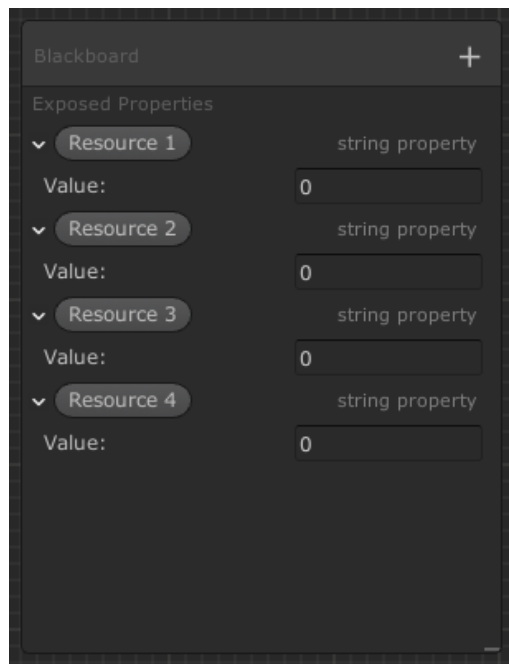 Blackboard +
Exposed Properties
Resource 1 string property
Value: 0
Resource 2 string property
Value: 0
Resource 3 string property
Value: 0
Resource 4 string property
Value: 0